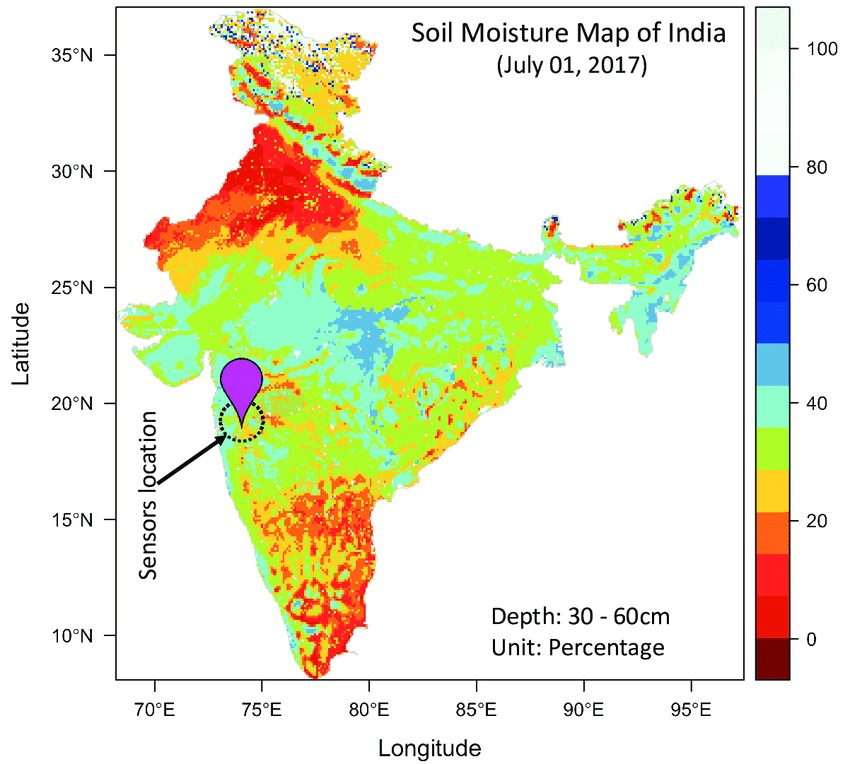 Soil Moisture Map of India
(July 01, 2017)
35°N
30°N
25°N
20°N
15°N
10°N
Latitude
Sensors location
Depth: 30 - 60cm
Unit: Percentage
70°E
75°E
80°E
85°E
90°E
95°E
Longitude
100
80
60
40
20
0